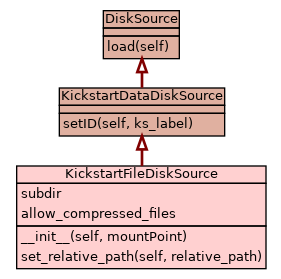 DiskSource
load(self)
KickstartDataDiskSource
setID(self, ks_label)
KickstartFileDiskSource
subdir
allow_compressed_files
__init__(self, mountPoint)
set_relative_path(self, relative_path)